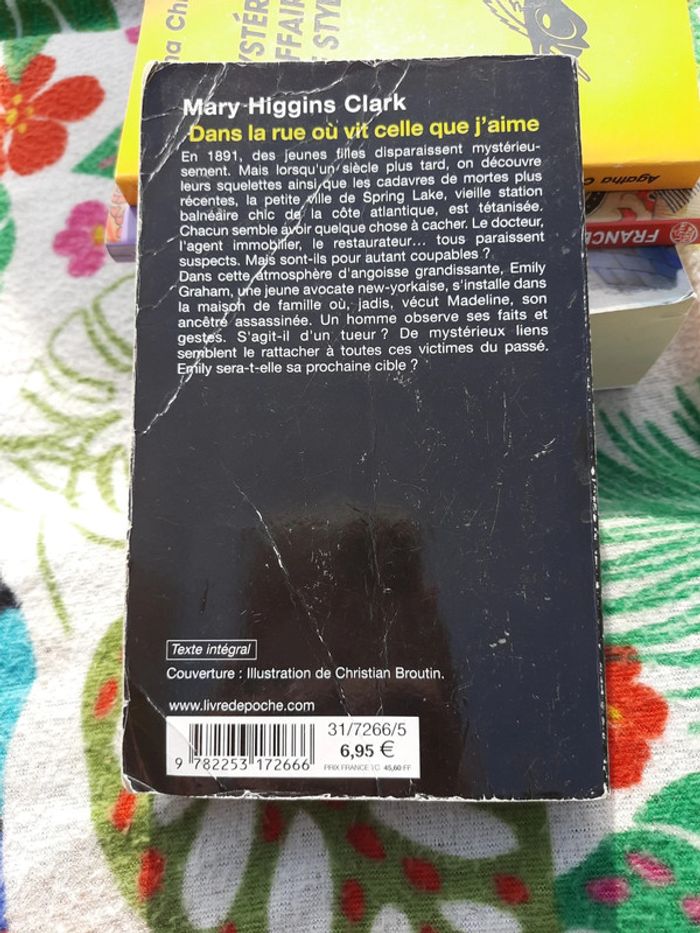 Agatha C
FRANCE
Mary Higgins Clark
Dans la rue où vit celle que j'aime
En 1891, des jeunes filles disparaissent mystérieu-
sement. Mais lorsqu'un siècle plus tard, on découvre
leurs squelettes ainsi que les cadavres de mortes plus
récentes, la petite ville de Spring Lake, vieille station
balnéaire chic de la côte atlantique, est tétanisée.
Chacun semble avoir quelque chose à cacher. Le docteur,
l'agent immobilier, le restaurateur... tous paraissent
suspects. Mais sont-ils pour autant coupables ?
Dans cette atmosphère d'angoisse grandissante, Emily
Graham, une jeune avocate new-yorkaise, s'installe dans
la maison de famille où, jadis, vécut Madeline, son
ancêtre assassinée. Un homme observe ses faits et
gestes. S'agit-il d'un tueur ? De mystérieux liens
semblent le rattacher à toutes ces victimes du passé.
Emily sera-t-elle sa prochaine cible ?
Texte intégral
Couverture : Illustration de Christian Broutin.
www.livredepoche.com
31/7266/5
6,95 €
PRIX FRANCE TC 45,60 FF
9 782253 172666